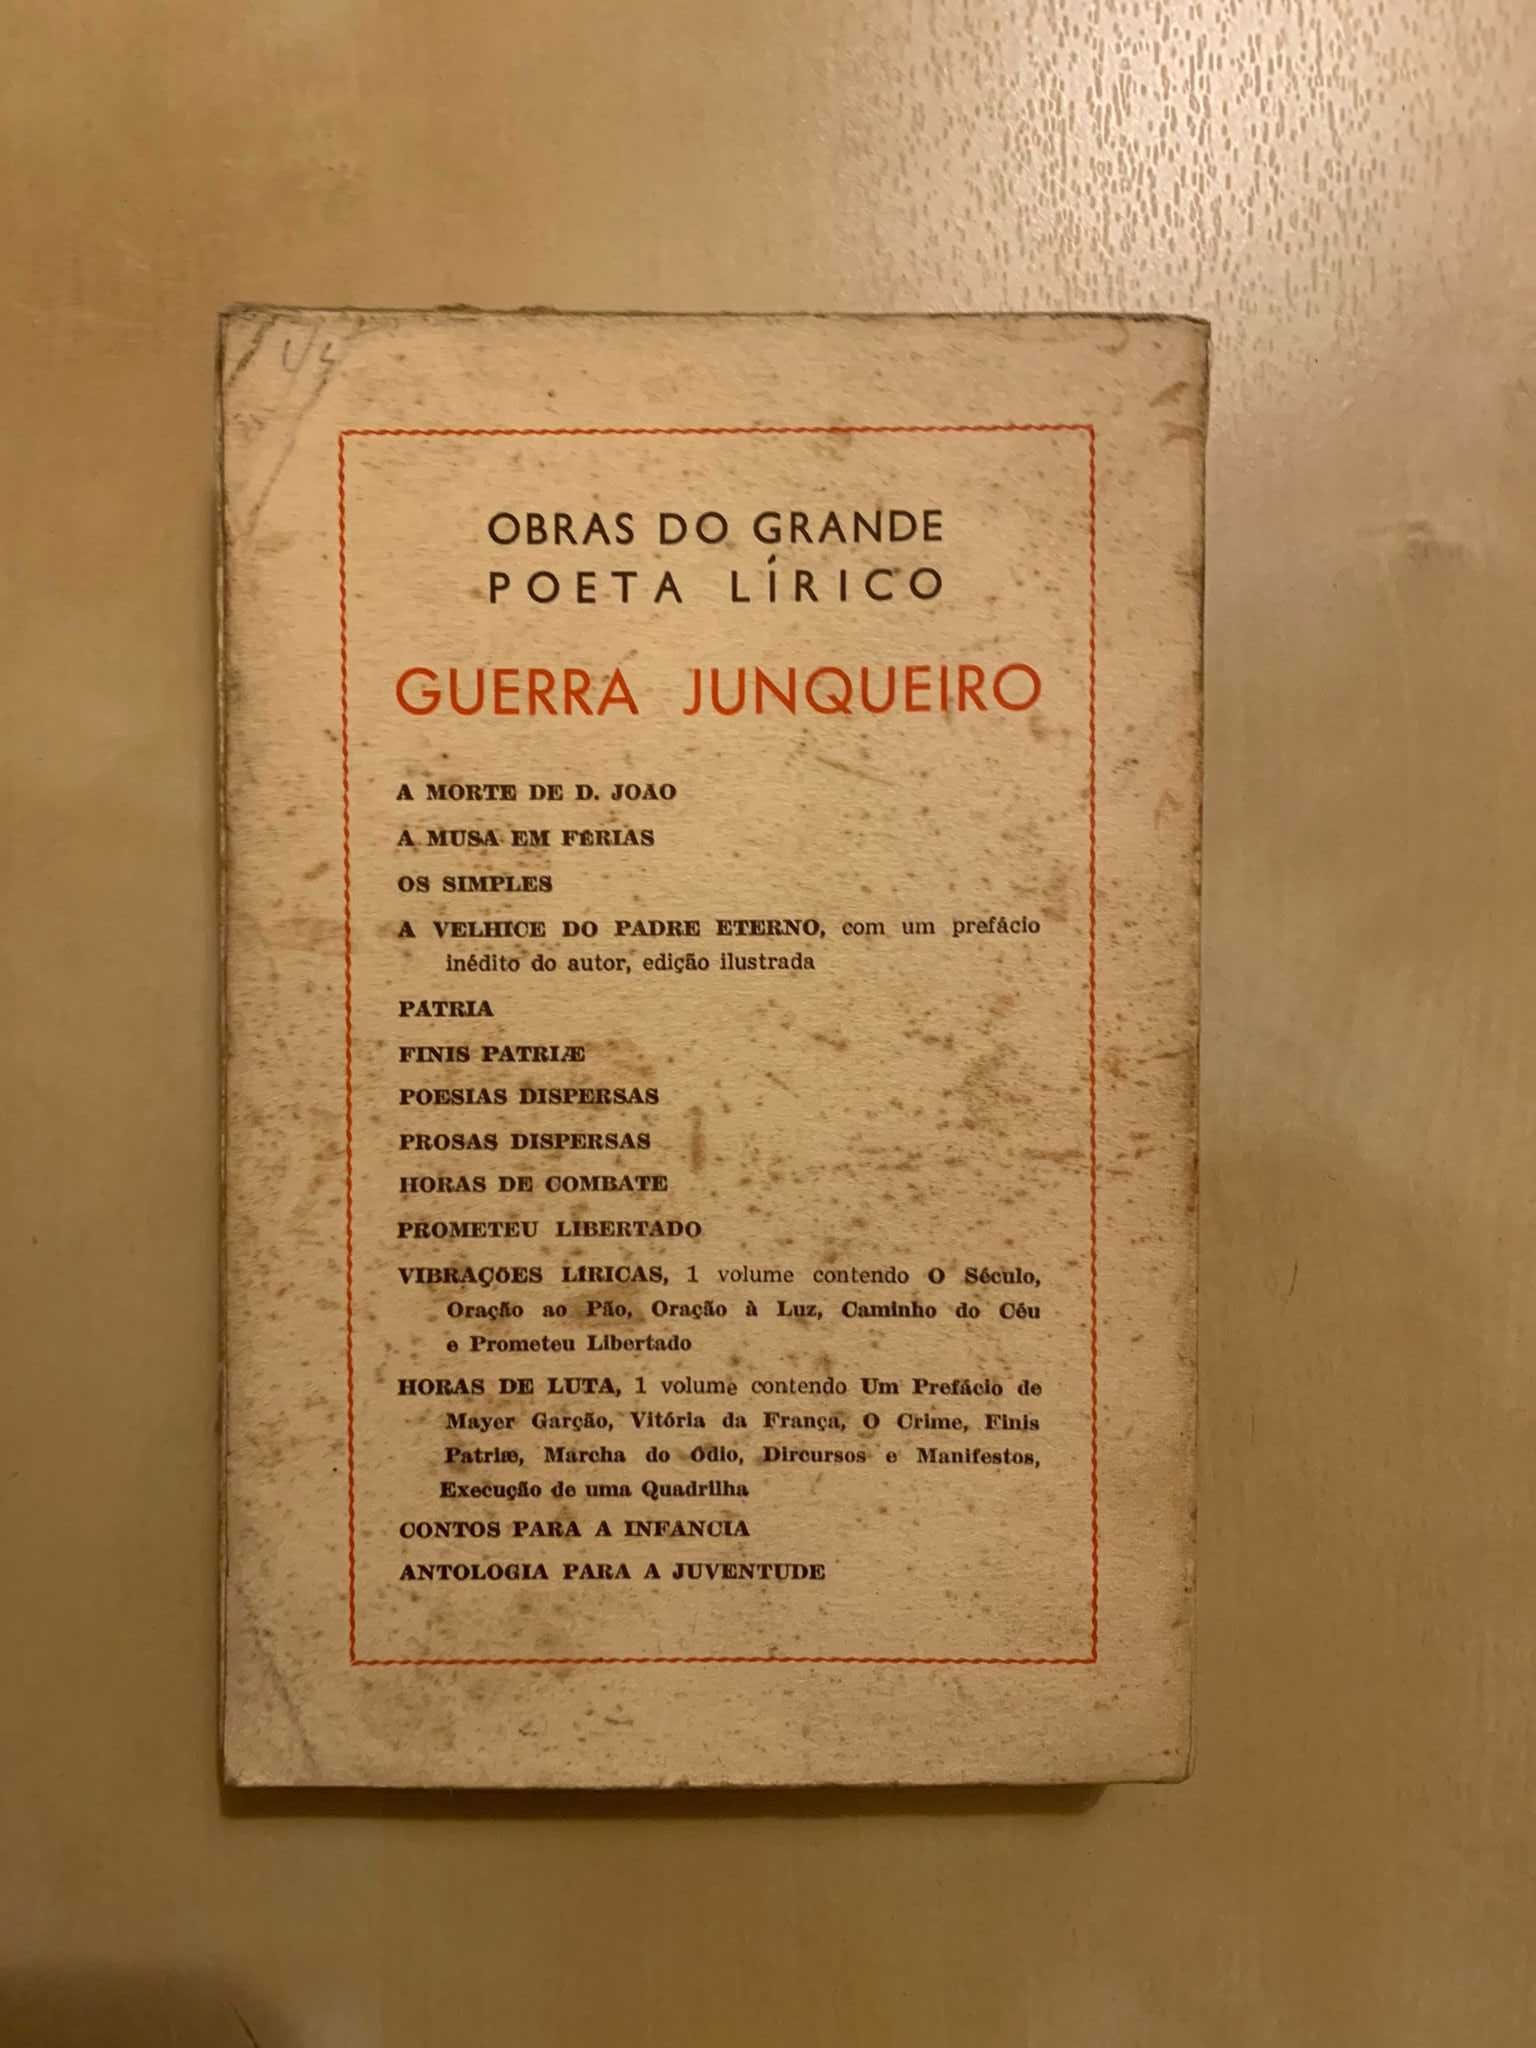 OBRAS DO GRANDE
POETA LÍRICO
GUERRA JUNQUEIRO
A MORTE DE D. JOAO
A MUSA EM FÉRIAS
OS SIMPLES
A VELHICE DO PADRE ETERNO, com um prefácio
inédito do autor, edição ilustrada
PÁTRIA
FINIS PATRIÆ
POESIAS DISPERSAS
PROSAS DISPERSAS
HORAS DE COMBATE
PROMETEU LIBERTADO
VIBRAÇÕES LÍRICAS, 1 volume contendo O Século,
Oração ao Pão, Oração à Luz, Caminho do Céu
e Prometeu Libertado
HORAS DE LUTA, 1 volume contendo Um Prefácio de
Mayer Garção, Vitória da França, O Crime, Finis
Patriæ, Marcha do Ódio, Dircursos e Manifestos,
Execução de uma Quadrilha
CONTOS PARA A INFANCIA
ANTOLOGIA PARA A JUVENTUDE